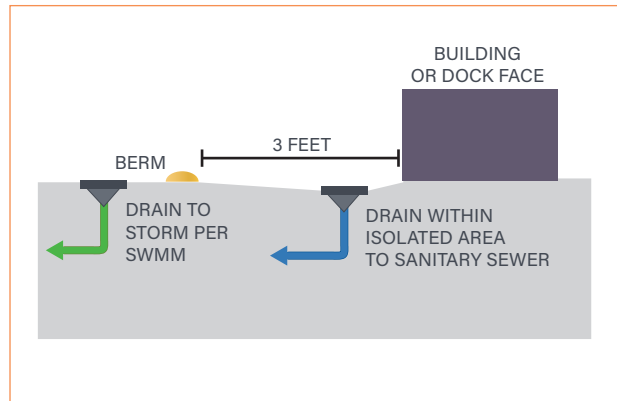 BUILDING
OR DOCK FACE
3 FEET
BERM
DRAIN TO
STORM PER
SWMM
DRAIN WITHIN
ISOLATED AREA
TO SANITARY SEWER